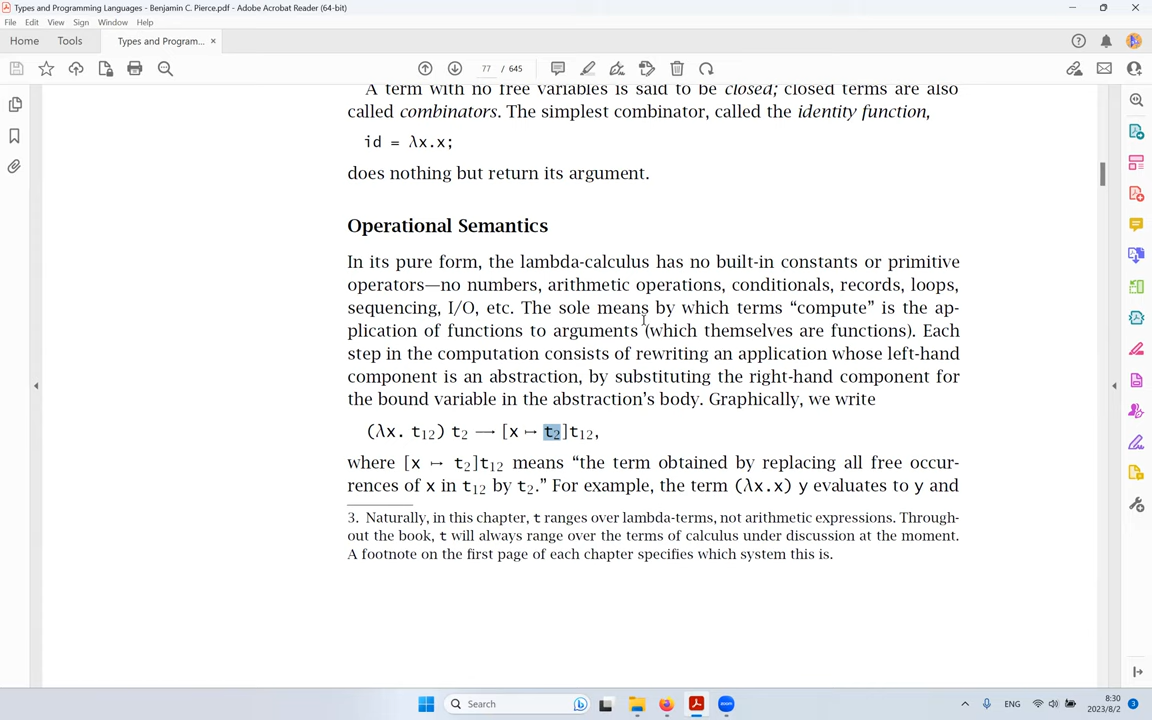 Types and Programming Languages - Benjamin C. Pierce.pdf - Adobe Acrobat Reader (64-bit)
File Edit View Sign Window Help
Home Tools Types and Program... ×
77 / 645
A term with no free variables is said to be closed; closed terms are also
called combinators. The simplest combinator, called the identity function,
id = λx.x;
does nothing but return its argument.
Operational Semantics
In its pure form, the lambda-calculus has no built-in constants or primitive
operators—no numbers, arithmetic operations, conditionals, records, loops,
sequencing, I/O, etc. The sole means by which terms “compute” is the ap-
plication of functions to arguments (which themselves are functions). Each
step in the computation consists of rewriting an application whose left-hand
component is an abstraction, by substituting the right-hand component for
the bound variable in the abstraction’s body. Graphically, we write
(λx. t₁₂) t₂ ⟶ [x ↦ t₂]t₁₂,
where [x ↦ t₂]t₁₂ means “the term obtained by replacing all free occur-
rences of x in t₁₂ by t₂.” For example, the term (λx.x) y evaluates to y and
3. Naturally, in this chapter, t ranges over lambda-terms, not arithmetic expressions. Through-
out the book, t will always range over the terms of calculus under discussion at the moment.
A footnote on the first page of each chapter specifies which system this is.
Search
zoom
ENG
8:30
2023/8/2
3